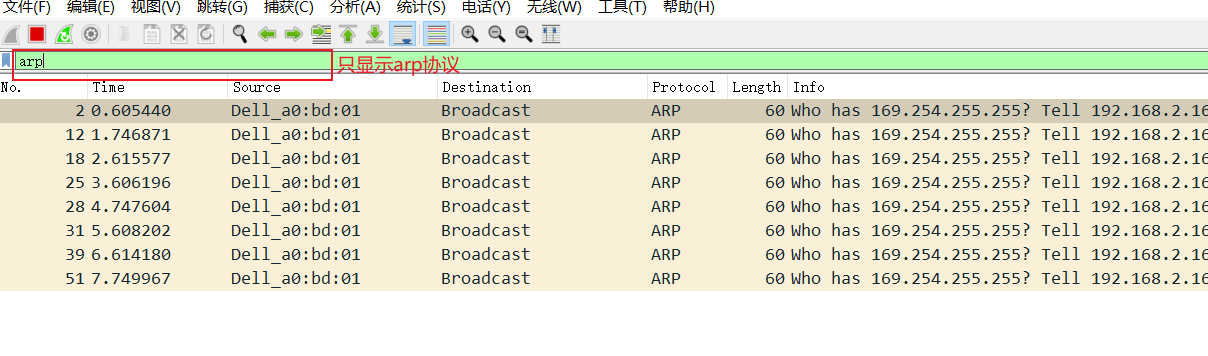 文件(F) 编辑(E) 视图(V) 跳转(G) 捕获(C) 分析(A) 统计(S) 电话(Y) 无线(W) 工具(T) 帮助(H)
arp 只显示arp协议
No. Time Source Destination Protocol Length Info
2 0.605440 Dell_a0:bd:01 Broadcast ARP 60 Who has 169.254.255.255? Tell 192.168.2.16
12 1.746871 Dell_a0:bd:01 Broadcast ARP 60 Who has 169.254.255.255? Tell 192.168.2.16
18 2.615577 Dell_a0:bd:01 Broadcast ARP 60 Who has 169.254.255.255? Tell 192.168.2.16
25 3.606196 Dell_a0:bd:01 Broadcast ARP 60 Who has 169.254.255.255? Tell 192.168.2.16
28 4.747604 Dell_a0:bd:01 Broadcast ARP 60 Who has 169.254.255.255? Tell 192.168.2.16
31 5.608202 Dell_a0:bd:01 Broadcast ARP 60 Who has 169.254.255.255? Tell 192.168.2.16
39 6.614180 Dell_a0:bd:01 Broadcast ARP 60 Who has 169.254.255.255? Tell 192.168.2.16
51 7.749967 Dell_a0:bd:01 Broadcast ARP 60 Who has 169.254.255.255? Tell 192.168.2.16